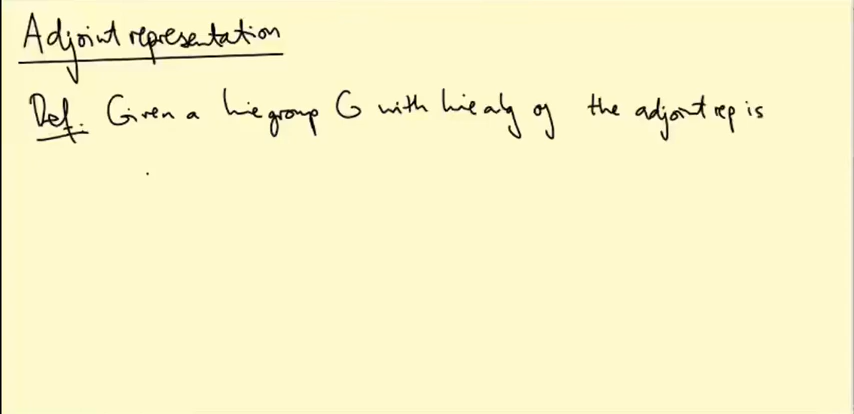 Adjoint representation
Def. Given a Lie group G with Lie alg 𝔤 the adjoint rep is